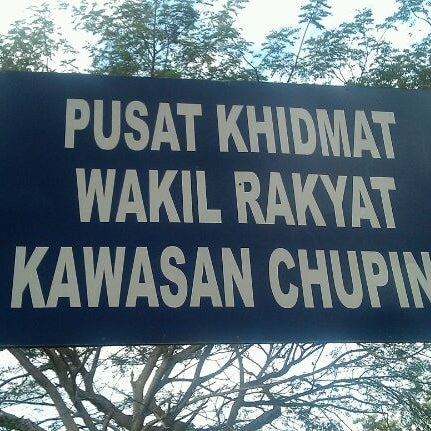 PUSAT KHIDMAT
WAKIL RAKYAT
KAWASAN CHUPIN